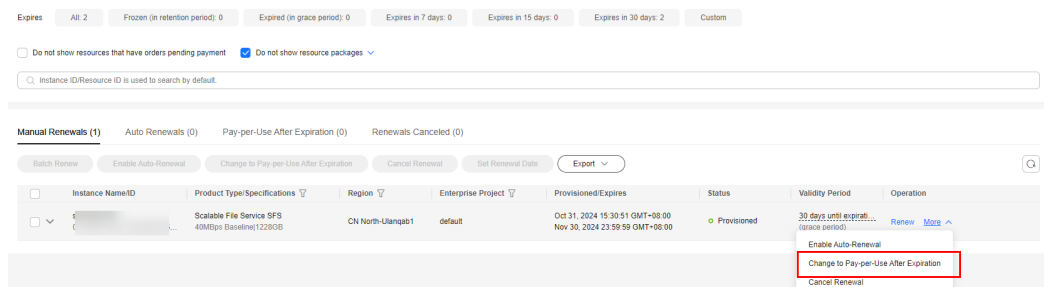 Expires All: 2 Frozen (in retention period): 0 Expired (in grace period): 0 Expires in 7 days: 0 Expires in 15 days: 0 Expires in 30 days: 2 Custom
Do not show resources that have orders pending payment Do not show resource packages
Instance ID/Resource ID is used to search by default.
Manual Renewals (1) Auto Renewals (0) Pay-per-Use After Expiration (0) Renewals Canceled (0)
Batch Renew Enable Auto-Renewal Change to Pay-per-Use After Expiration Cancel Renewal Set Renewal Date Export
Instance Name/ID Product Type/Specifications Region Enterprise Project Provisioned/Expires Status Validity Period Operation
Scalable File Service SFS CN North-Ulanqab1 default Oct 31, 2024 15:30:51 GMT+08:00 Provisioned 30 days until expirati... Renew More
40MBps Baseline|1228GB Nov 30, 2024 23:59:59 GMT+08:00 (grace period)
Enable Auto-Renewal
Change to Pay-per-Use After Expiration
Cancel Renewal